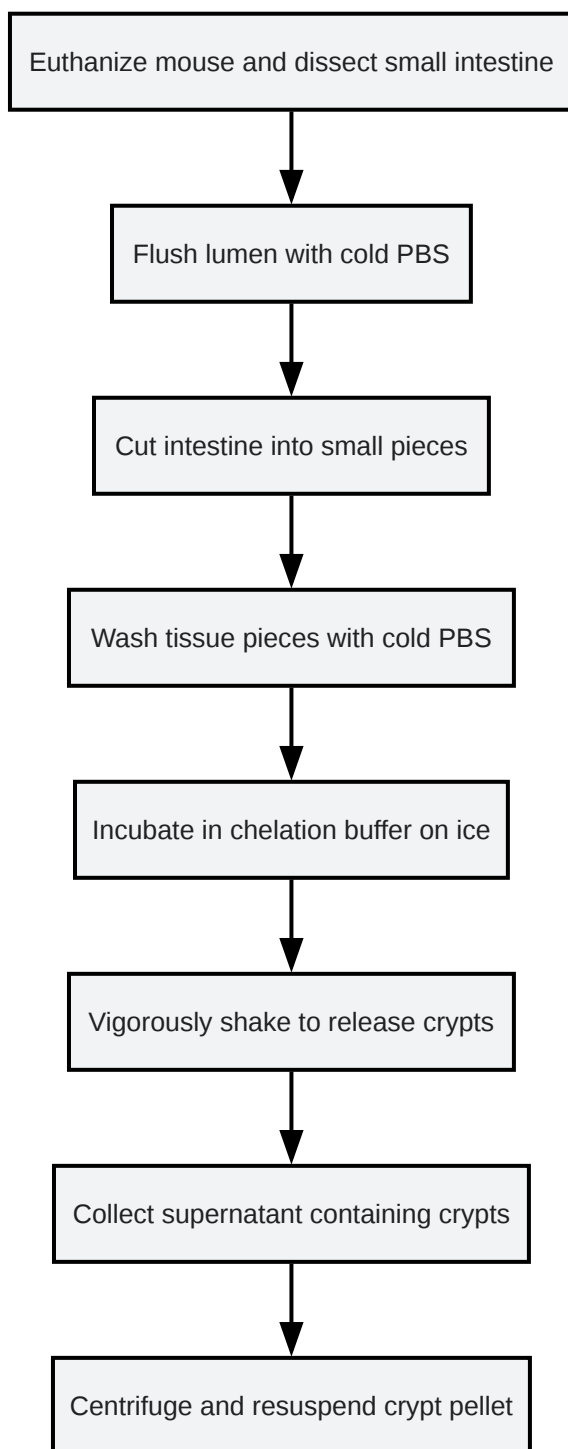 Euthanize mouse and dissect small intestine
Flush lumen with cold PBS
Cut intestine into small pieces
Wash tissue pieces with cold PBS
Incubate in chelation buffer on ice
Vigorously shake to release crypts
Collect supernatant containing crypts
Centrifuge and resuspend crypt pellet